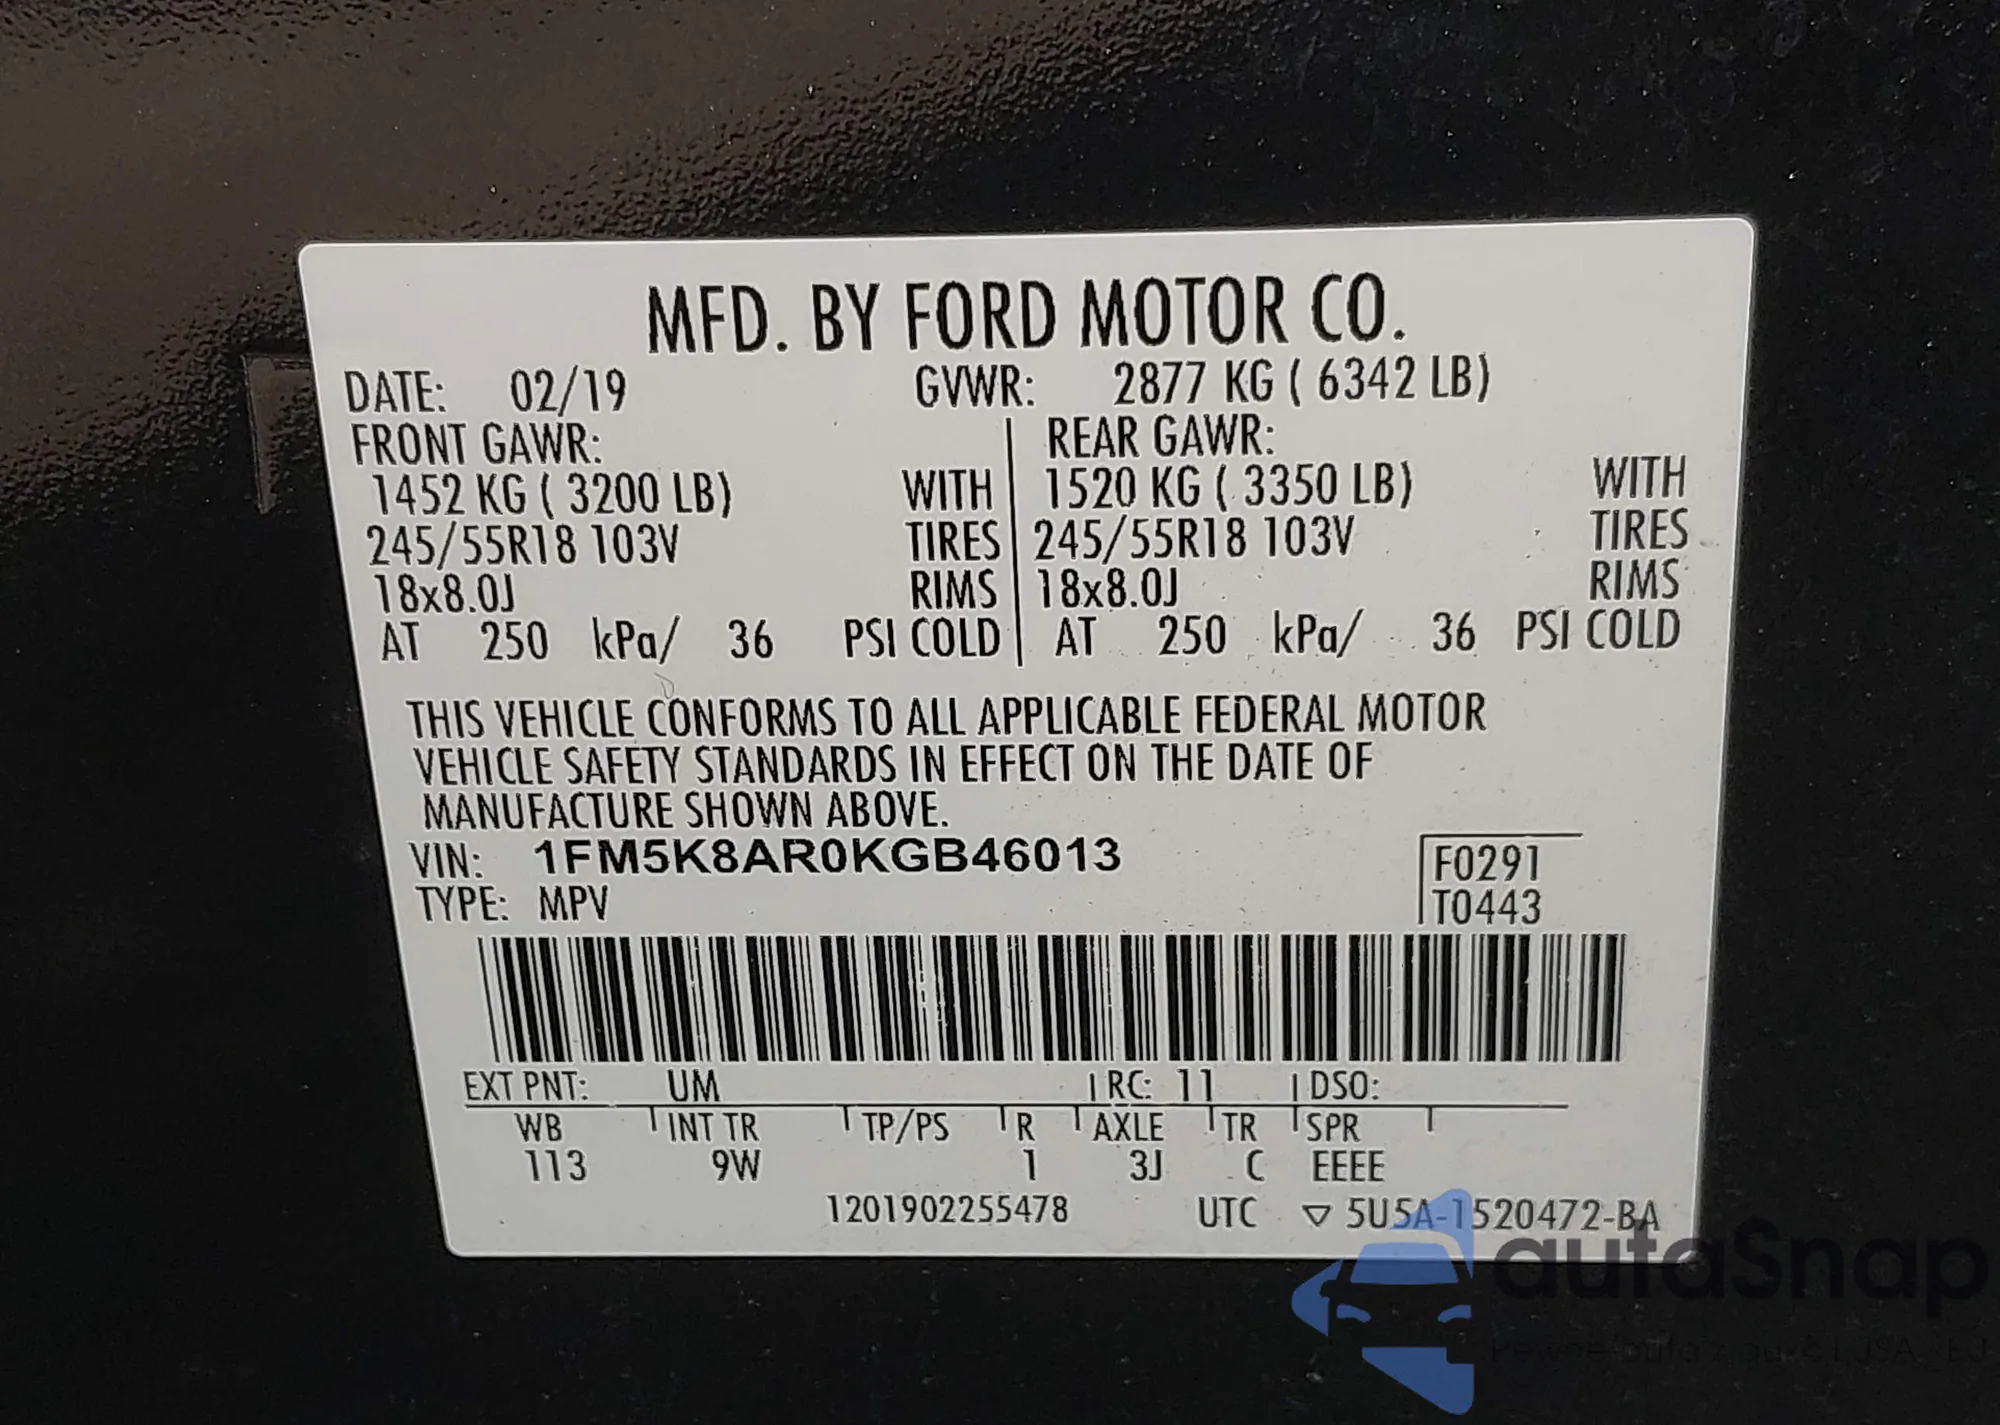 MFD. BY FORD MOTOR CO.
DATE: 02/19 GVWR: 2877 KG ( 6342 LB)
FRONT GAWR: REAR GAWR:
1452 KG ( 3200 LB) WITH 1520 KG ( 3350 LB) WITH
245/55R18 103V TIRES 245/55R18 103V TIRES
18x8.0J RIMS 18x8.0J RIMS
AT 250 kPa/ 36 PSI COLD AT 250 kPa/ 36 PSI COLD
THIS VEHICLE CONFORMS TO ALL APPLICABLE FEDERAL MOTOR
VEHICLE SAFETY STANDARDS IN EFFECT ON THE DATE OF
MANUFACTURE SHOWN ABOVE.
VIN: 1FM5K8AR0KGB46013 F0291
TYPE: MPV T0443
EXT PNT: UM RC: 11 DSO:
WB INT TR TP/PS R AXLE TR SPR
113 9W 1 3J C EEEE
1201902255478 UTC ▽ 5U5A-1520472-BA
autaSnap